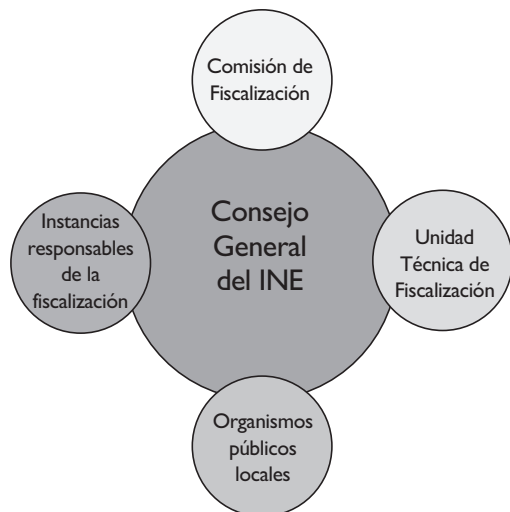 Comisión de
Fiscalización
Instancias
responsables
de la
fiscalización
Consejo
General
del INE
Unidad
Técnica de
Fiscalización
Organismos
públicos
locales